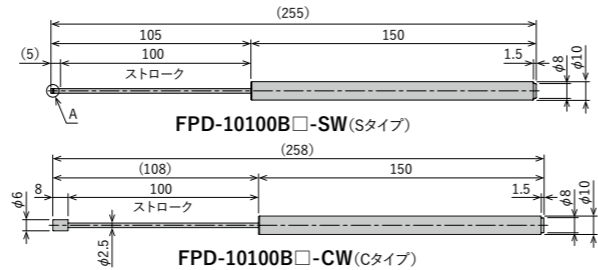 (255)
105 150
(5) 100 1.5
ストローク
φ8
φ10
A
FPD-10100B□-SW(Sタイプ)
(258)
(108) 150
8 100 1.5
ストローク
φ6
φ2.5
φ8
φ10
FPD-10100B□-CW(Cタイプ)